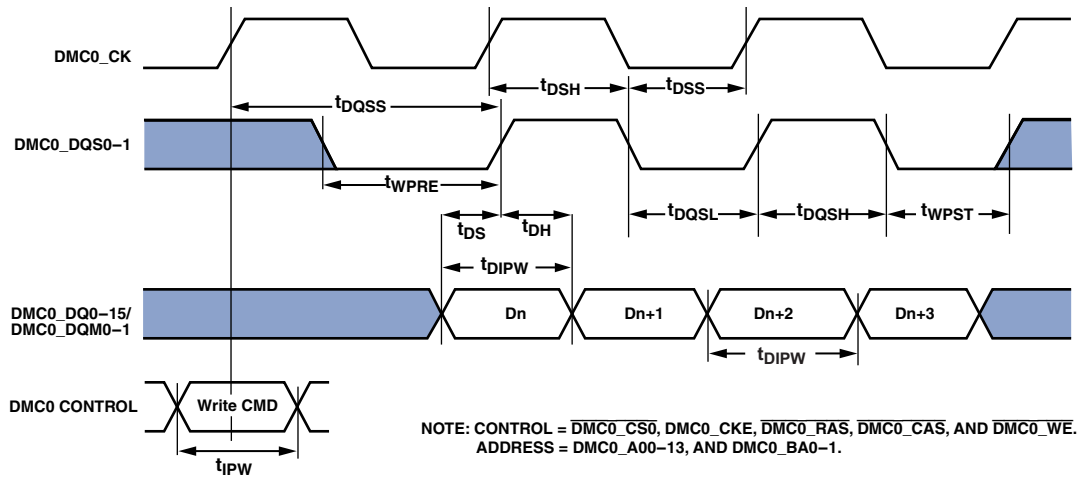 DMC0_CK
tDSH
tDSS
tDQSS
DMC0_DQS0–1
tWPRE
tDS
tDH
tDQSL
tDQSH
tWPST
tDIPW
DMC0_DQ0–15/
DMC0_DQM0–1
Dn
Dn+1
Dn+2
Dn+3
tDIPW
DMC0 CONTROL
Write CMD
tIPW
NOTE: CONTROL = DMC0_CS0, DMC0_CKE, DMC0_RAS, DMC0_CAS, AND DMC0_WE.
ADDRESS = DMC0_A00–13, AND DMC0_BA0–1.